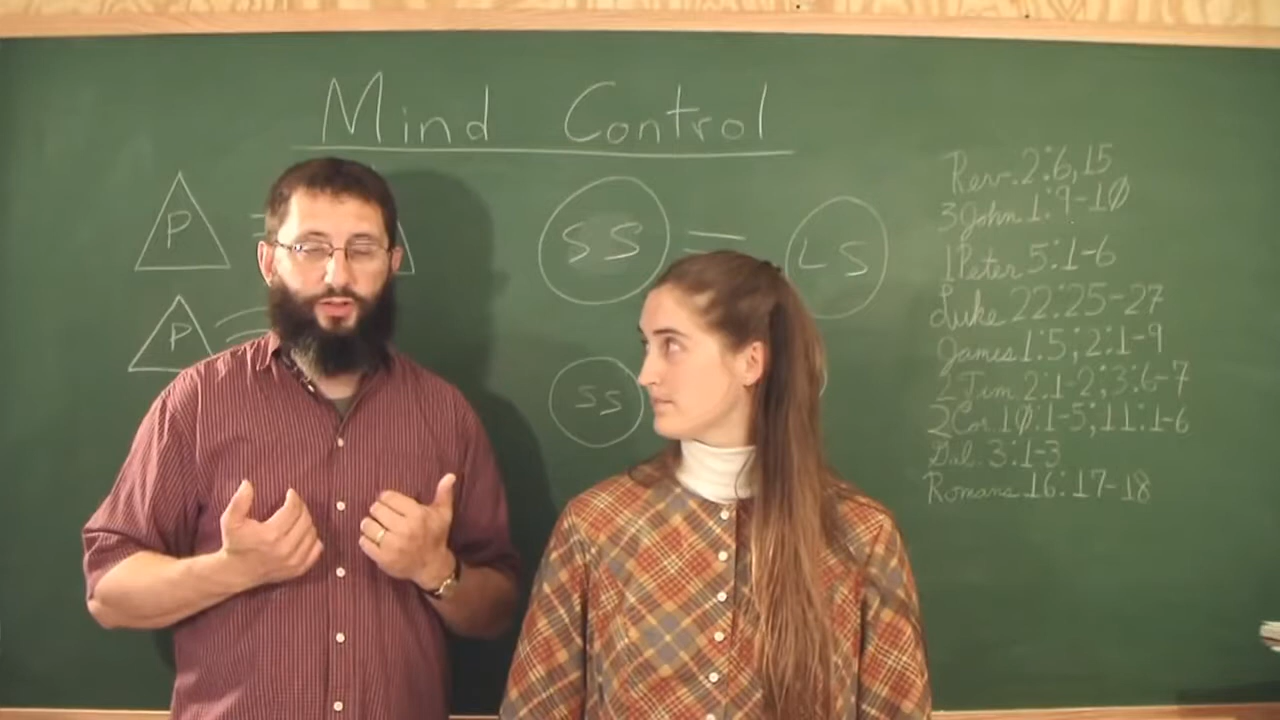 Mind Control
P =
P
SS = LS
SS
Rev. 2:6,15
3 John 1:9-10
1 Peter 5:1-6
Luke 22:25-27
James 1:5; 2:1-9
2 Tim. 2:1-2; 3:6-7
2 Cor. 10:1-5; 11:1-6
Gal. 3:1-3
Romans 16:17-18